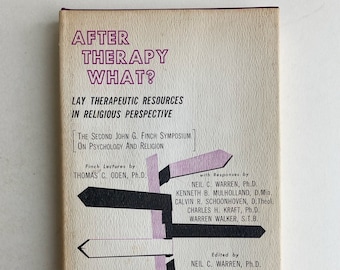 AFTER
THERAPY
WHAT?
LAY THERAPEUTIC RESOURCES
IN RELIGIOUS PERSPECTIVE
[THE SECOND JOHN G. FINCH SYMPOSIUM
ON PSYCHOLOGY AND RELIGION]
Finch Lectures by
THOMAS C. ODEN, Ph.D.
with Responses by
NEIL C. WARREN, Ph.D.
KENNETH B. MULHOLLAND, D.Min.
CALVIN R. SCHOONHOVEN, D.Theol.
CHARLES H. KRAFT, Ph.D.
WARREN WALKER, S.T.B.
Edited by
NEIL C. WARREN, Ph.D.